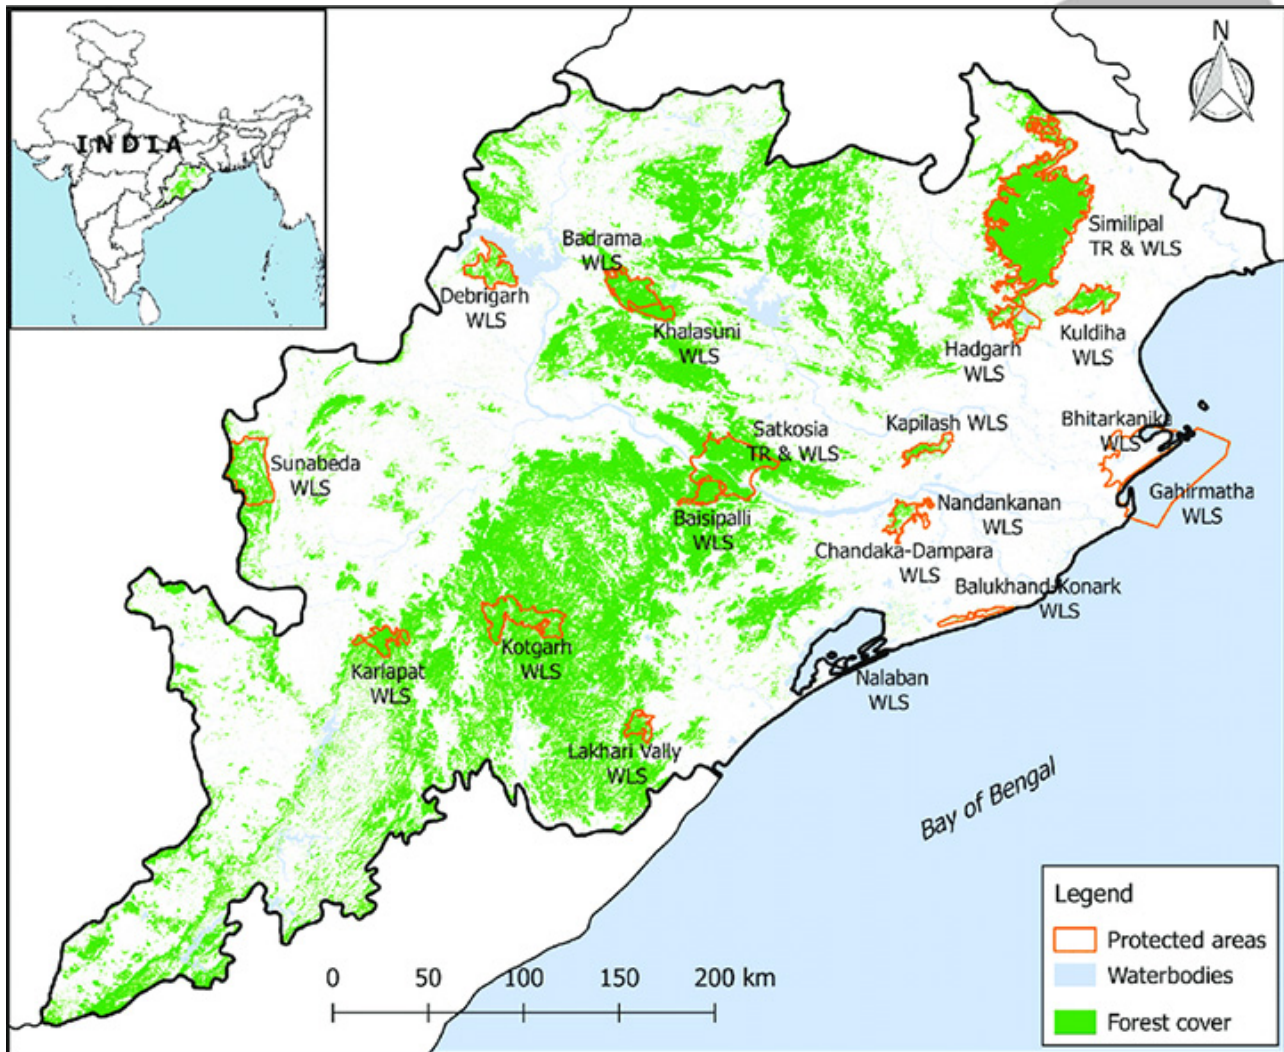 INDIA
N
Similipal
TR & WLS
Badrama
WLS
Debrigarh
WLS
Khalasuni
WLS
Hadgarh
WLS
Kuldiha
WLS
Satkosia
TR & WLS
Kapilash WLS
Bhitarkanika
WLS
Sunabeda
WLS
Gahirmatha
WLS
Baisipalli
WLS
Nandankanan
WLS
Chandaka-Dampara
WLS
Balukhand-Konark
WLS
Karlapat
WLS
Kotgarh
WLS
Nalaban
WLS
Lakhari Vally
WLS
Bay of Bengal
Legend
Protected areas
Waterbodies
Forest cover
0 50 100 150 200 km